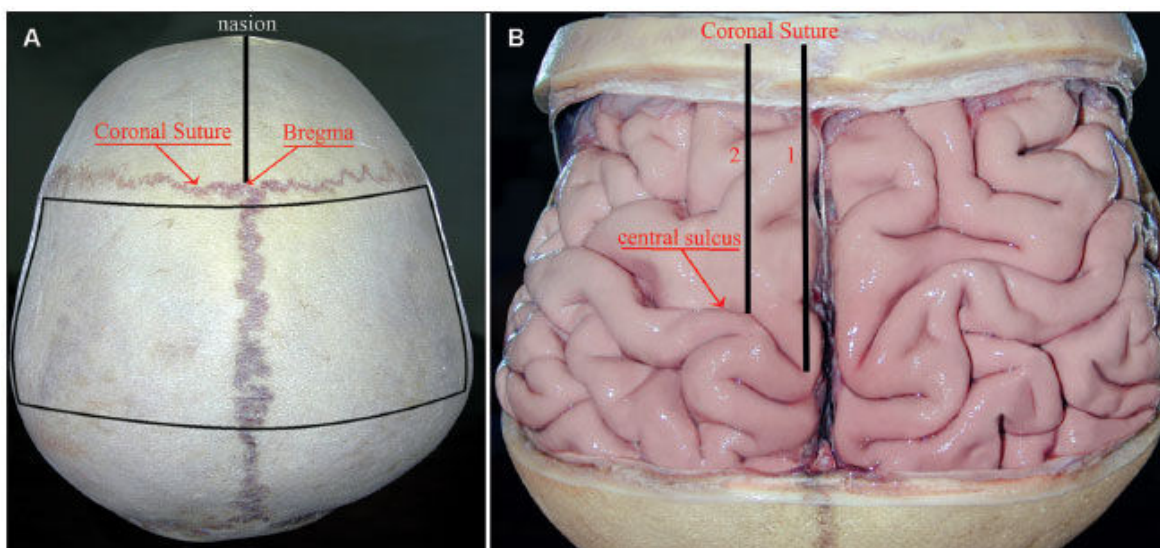 A
nasion
Coronal Suture
Bregma
B
Coronal Suture
2
1
central sulcus